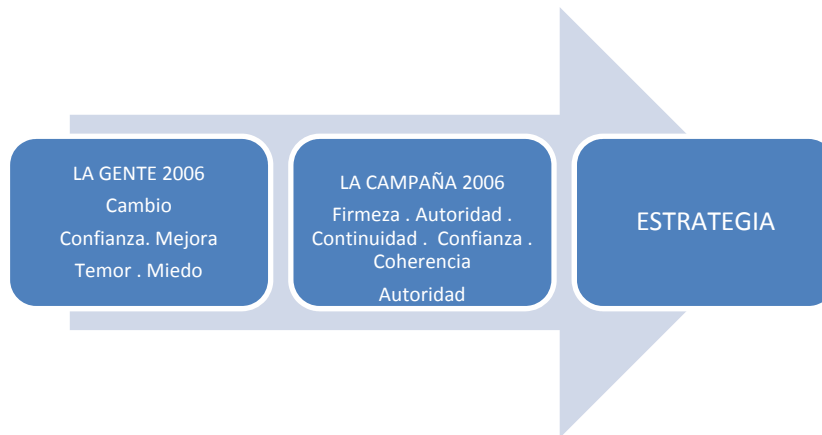 LA GENTE 2006
Cambio
Confianza. Mejora
Temor . Miedo
LA CAMPAÑA 2006
Firmeza . Autoridad .
Continuidad .  Confianza .
Coherencia
Autoridad
ESTRATEGIA